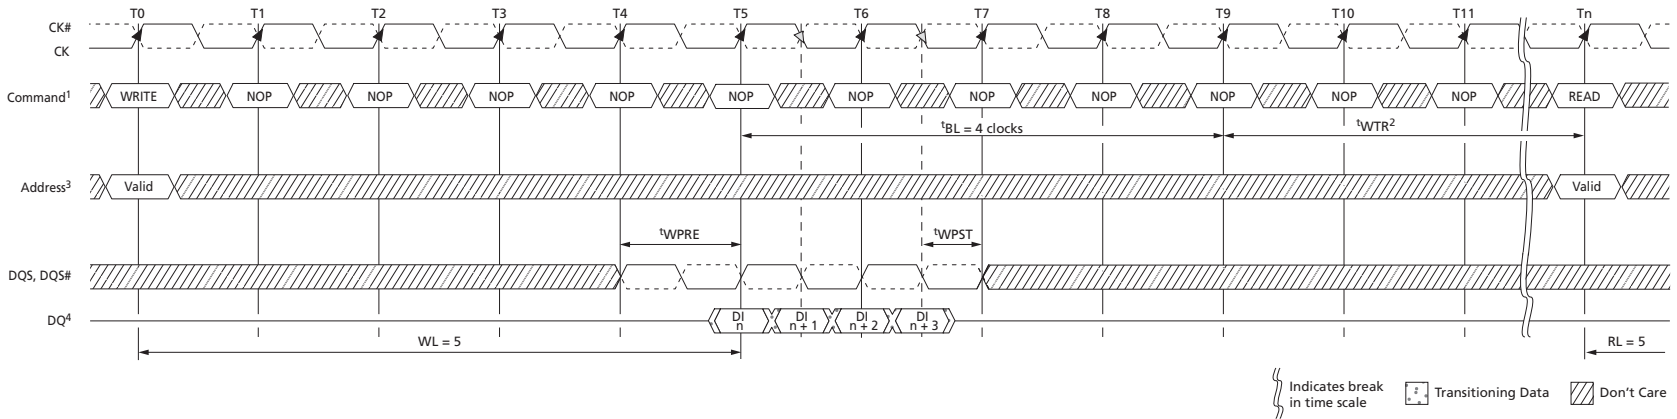 T0 T1 T2 T3 T4 T5 T6 T7 T8 T9 T10 T11 Tn
CK#
CK
Command¹ WRITE NOP NOP NOP NOP NOP NOP NOP NOP NOP NOP NOP READ
ᵗBL = 4 clocks ᵗWTR²
Address³ Valid Valid
ᵗWPRE ᵗWPST
DQS, DQS#
DQ⁴ DI n DI n + 1 DI n + 2 DI n + 3
WL = 5 RL = 5
Indicates break
in time scale
Transitioning Data
Don't Care